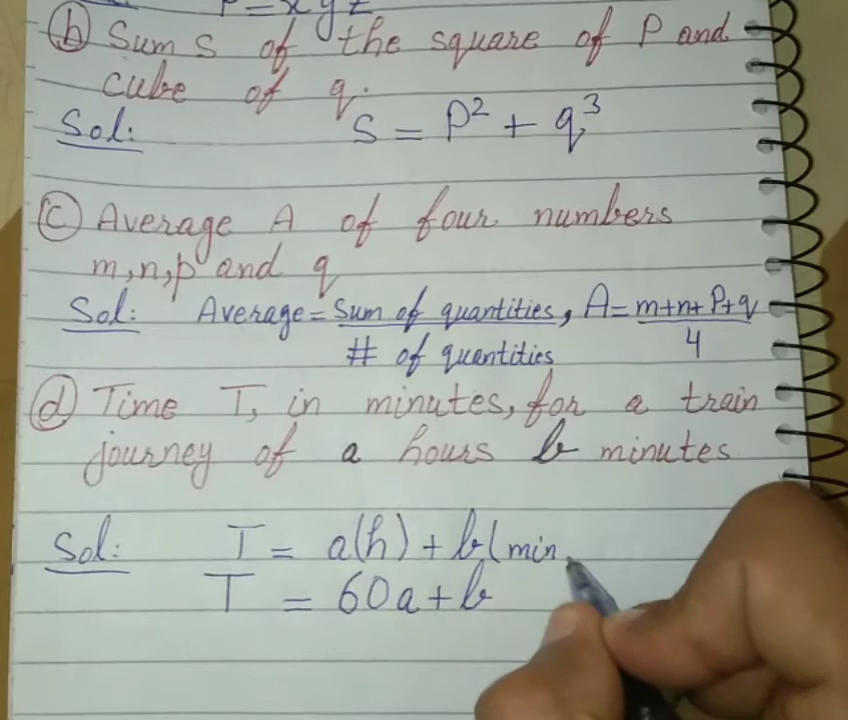 P = x y z
(b) Sum S of the square of P and
cube of q.
Sol: S = P² + q³
(c) Average A of four numbers
m, n, p and q
Sol: Average = Sum of quantities / # of quantities, A = m+n+P+q / 4
(d) Time T, in minutes, for a train
journey of a hours b minutes
Sol: T = a(h) + b(min
T = 60a + b